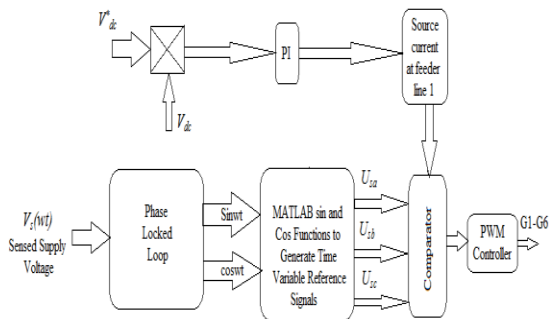 V*dc
Vdc
PI
Source
current
at feeder
line 1
Vs(wt)
Sensed Supply
Voltage
Phase
Locked
Loop
Sinwt
coswt
MATLAB sin and
Cos Functions to
Generate Time
Variable Reference
Signals
Usa
Usb
Usc
Comparator
PWM
Controller
G1-G6